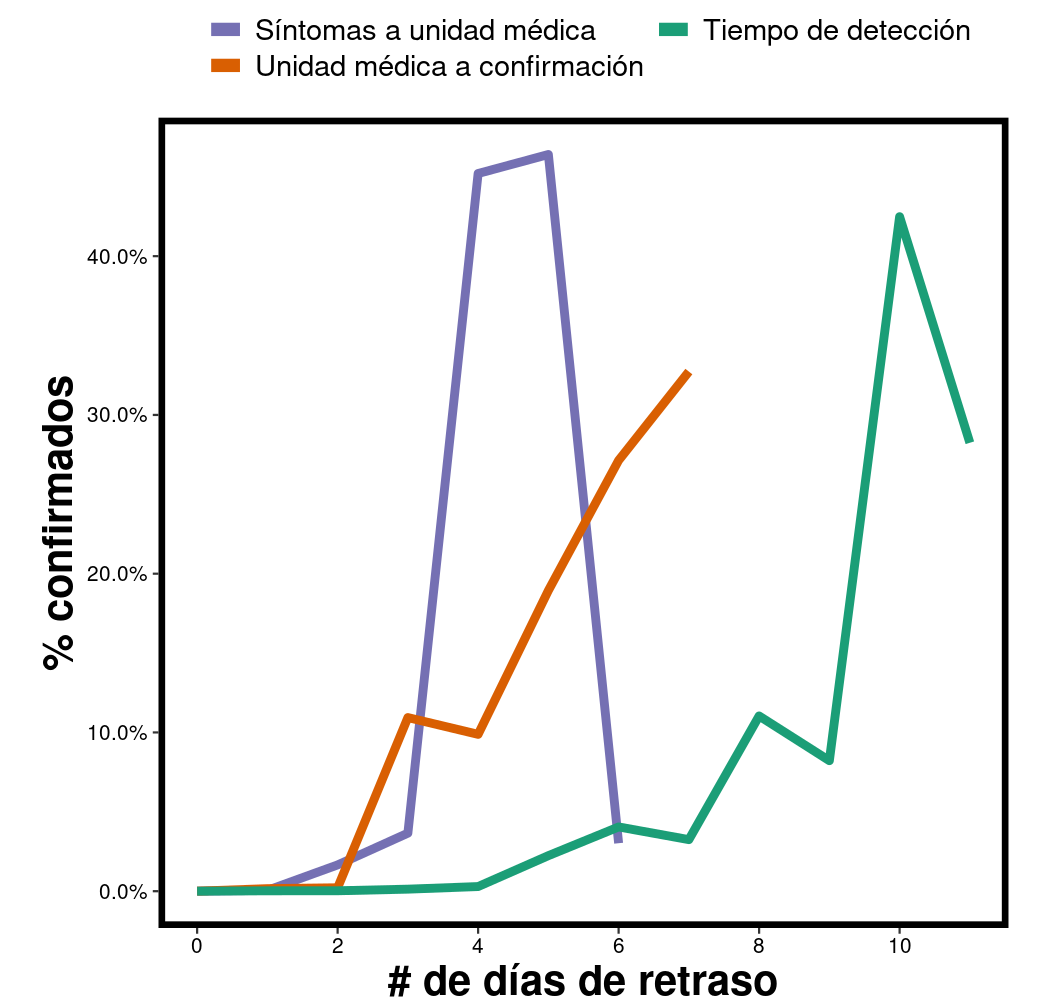 Síntomas a unidad médica
Tiempo de detección
Unidad médica a confirmación
% confirmados
40.0%
30.0%
20.0%
10.0%
0.0%
0 2 4 6 8 10
# de días de retraso